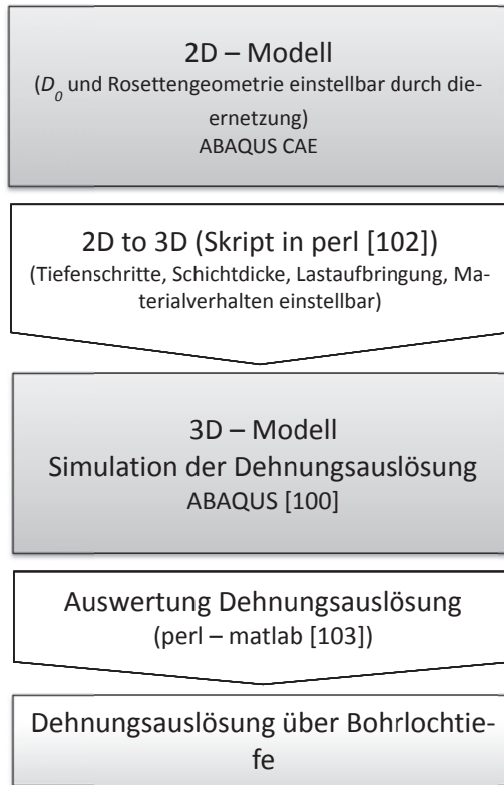 2D – Modell
(D₀ und Rosettengeometrie einstellbar durch die-
ernetzung)
ABAQUS CAE
2D to 3D (Skript in perl [102])
(Tiefenschritte, Schichtdicke, Lastaufbringung, Ma-
terialverhalten einstellbar)
3D – Modell
Simulation der Dehnungsauslösung
ABAQUS [100]
Auswertung Dehnungsauslösung
(perl – matlab [103])
Dehnungsauslösung über Bohrlochtie-
fe